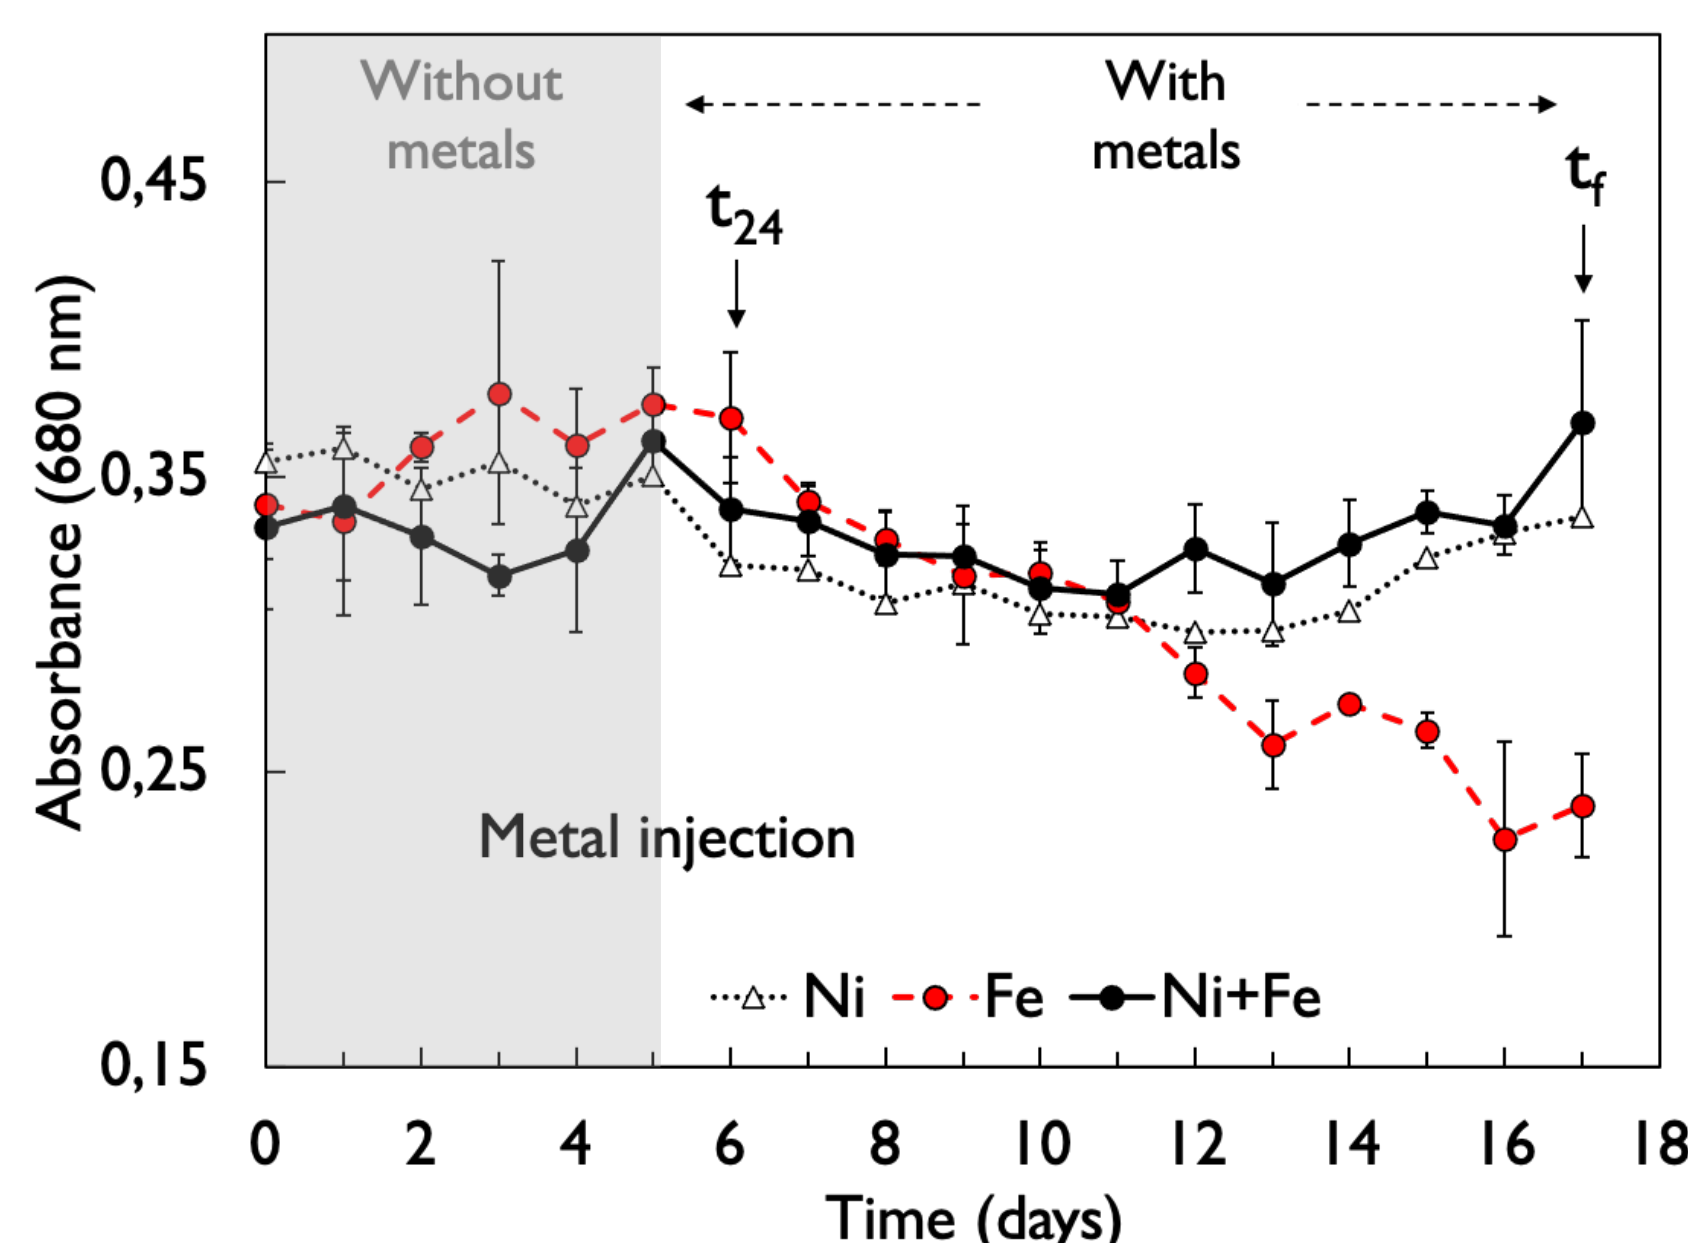 Without
metals
With
metals
t24
tf
0,45
0,35
0,25
0,15
Absorbance (680 nm)
Metal injection
Ni Fe Ni+Fe
0 2 4 6 8 10 12 14 16 18
Time (days)